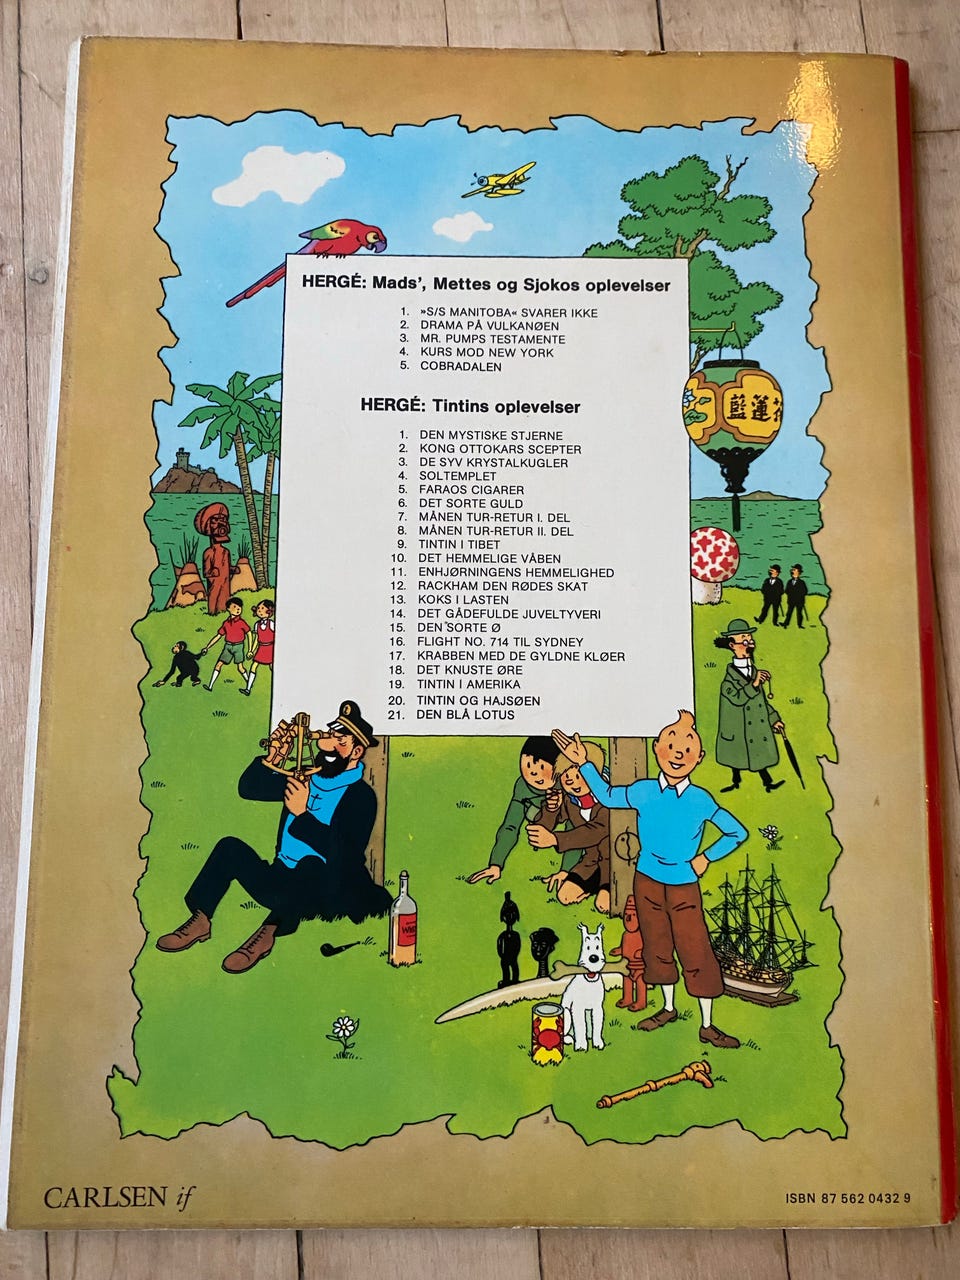 HERGÉ: Mads', Mettes og Sjokos oplevelser
1. »S/S MANITOBA« SVARER IKKE
2. DRAMA PÅ VULKANØEN
3. MR. PUMPS TESTAMENTE
4. KURS MOD NEW YORK
5. COBRADALEN
HERGÉ: Tintins oplevelser
1. DEN MYSTISKE STJERNE
2. KONG OTTOKARS SCEPTER
3. DE SYV KRYSTALKUGLER
4. SOLTEMPLET
5. FARAOS CIGARER
6. DET SORTE GULD
7. MÅNEN TUR-RETUR I. DEL
8. MÅNEN TUR-RETUR II. DEL
9. TINTIN I TIBET
10. DET HEMMELIGE VÅBEN
11. ENHJØRNINGENS HEMMELIGHED
12. RACKHAM DEN RØDES SKAT
13. KOKS I LASTEN
14. DET GÅDEFULDE JUVELTYVERI
15. DEN SORTE Ø
16. FLIGHT NO. 714 TIL SYDNEY
17. KRABBEN MED DE GYLDNE KLØER
18. DET KNUSTE ØRE
19. TINTIN I AMERIKA
20. TINTIN OG HAJSØEN
21. DEN BLÅ LOTUS
藍蓮
CARLSEN if
ISBN 87 562 0432 9